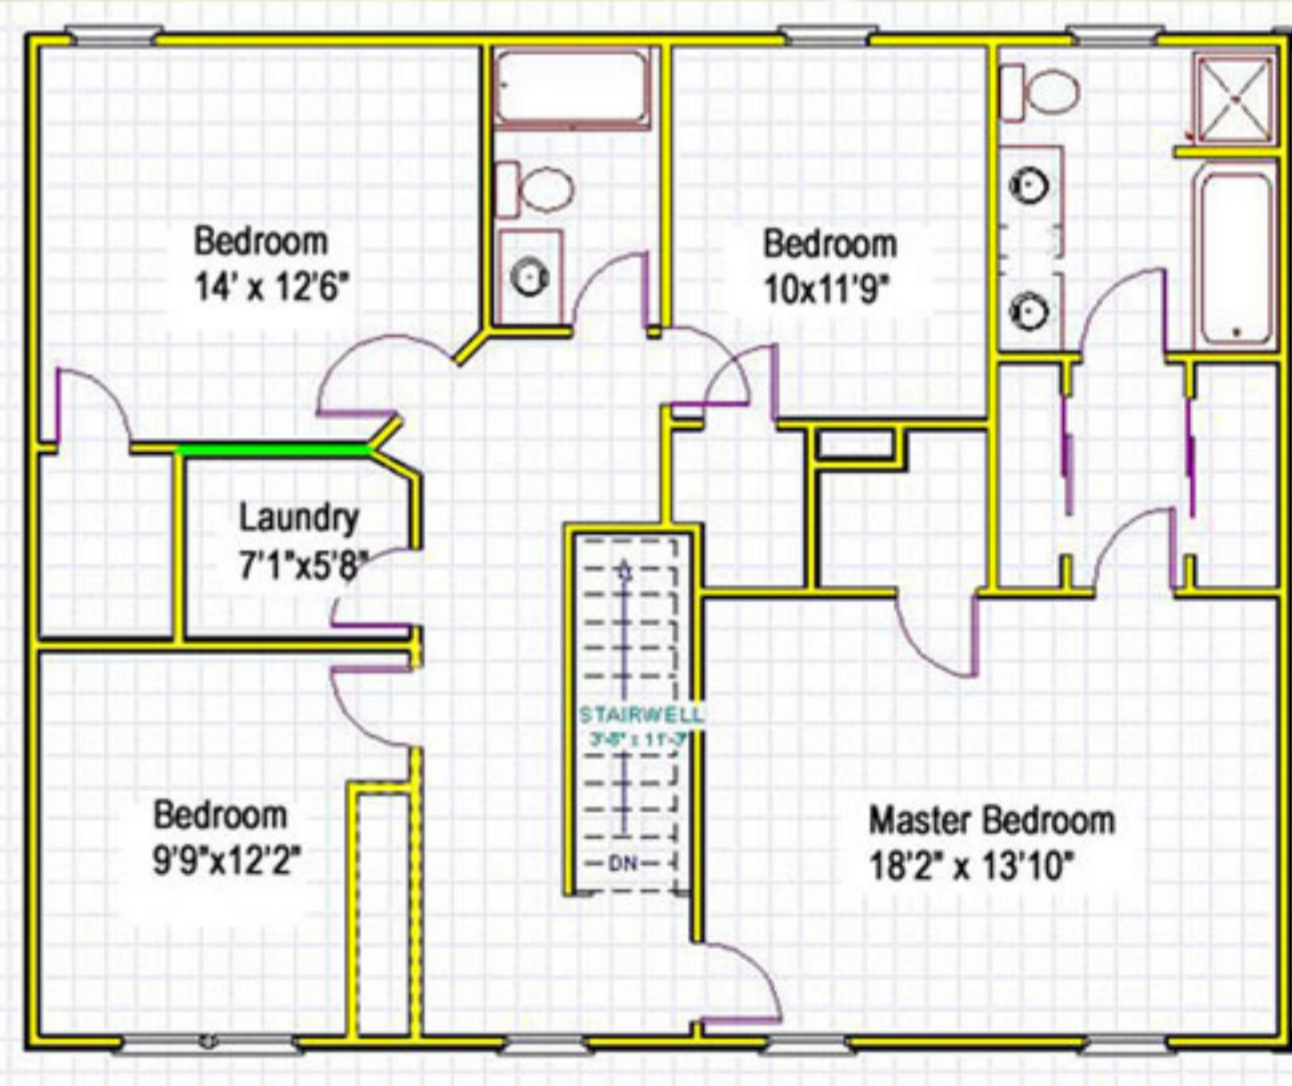 Bedroom
14' x 12'6"
Bedroom
10x11'9"
Laundry
7'1"x5'8"
STAIRWELL
3'-8" x 11'-3"
DN
Bedroom
9'9"x12'2"
Master Bedroom
18'2" x 13'10"